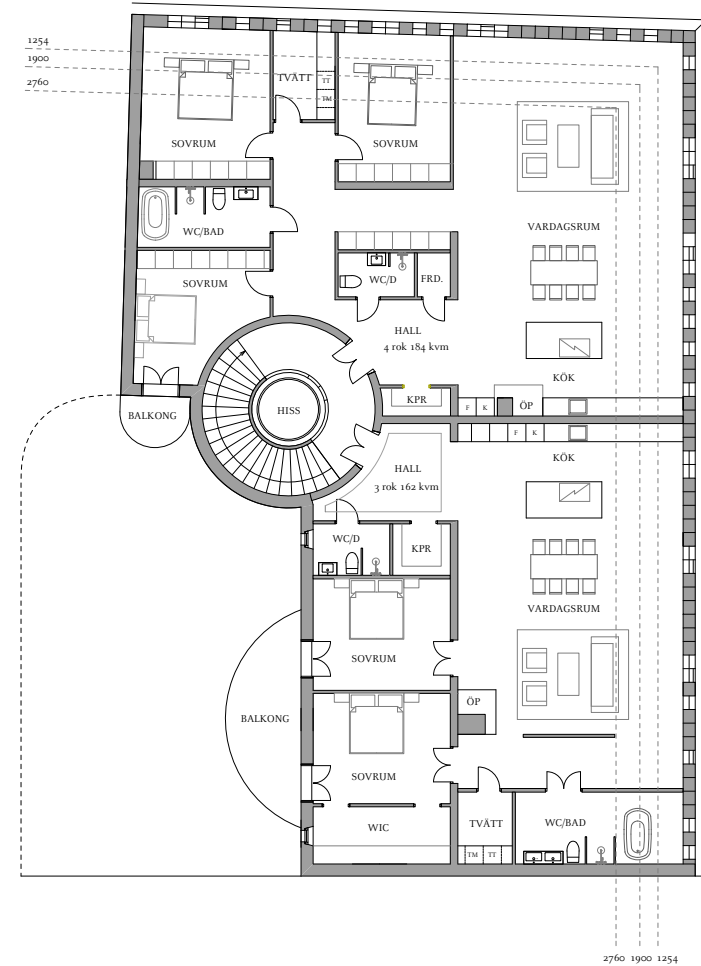 1254
1900
2760
TVÄTT
TT
TM
SOVRUM
SOVRUM
WC/BAD
VARDAGSRUM
SOVRUM
WC/D
FRD.
HALL
4 rok 184 kvm
KÖK
KPR
F
K
ÖP
BALKONG
HISS
F
K
KÖK
HALL
3 rok 162 kvm
WC/D
KPR
VARDAGSRUM
SOVRUM
ÖP
BALKONG
SOVRUM
WIC
TVÄTT
WC/BAD
TM
TT
2760 1900 1254